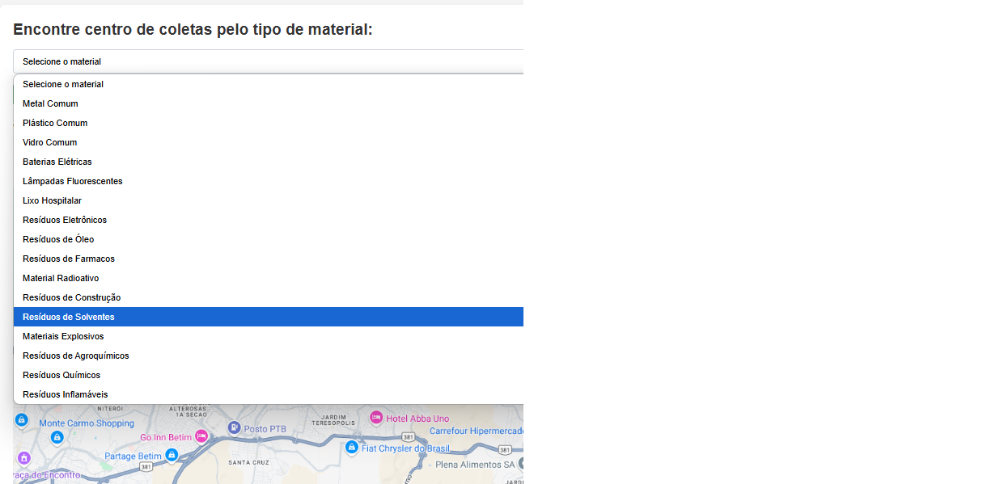 Encontre centro de coletas pelo tipo de material:
Selecione o material
Selecione o material
Metal Comum
Plástico Comum
Vidro Comum
Baterias Elétricas
Lâmpadas Fluorescentes
Lixo Hospitalar
Resíduos Eletrônicos
Resíduos de Óleo
Resíduos de Farmacos
Material Radioativo
Resíduos de Construção
Resíduos de Solventes
Materiais Explosivos
Resíduos de Agroquímicos
Resíduos Químicos
Resíduos Inflamáveis
NITERÓI
ALTEROSAS
1A SECAO
Monte Carmo Shopping
Posto PTB
JARDIM
TERESOPOLIS
Hotel Abba Uno
Go Inn Betim
381
Carrefour Hipermercado
Partage Betim
381
SANTA CRUZ
Fiat Chrysler do Brasil
381
Plena Alimentos SA
raça do Encontro